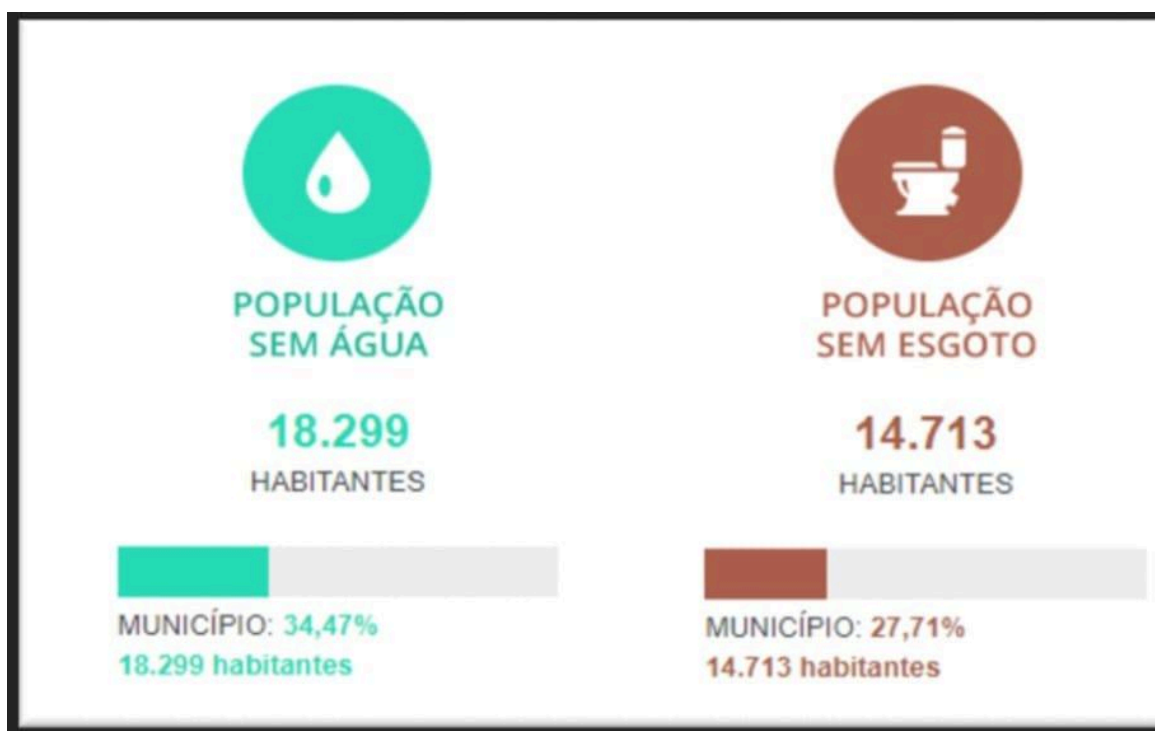 POPULAÇÃO
SEM ÁGUA
18.299
HABITANTES
MUNICÍPIO: 34,47%
18.299 habitantes
POPULAÇÃO
SEM ESGOTO
14.713
HABITANTES
MUNICÍPIO: 27,71%
14.713 habitantes